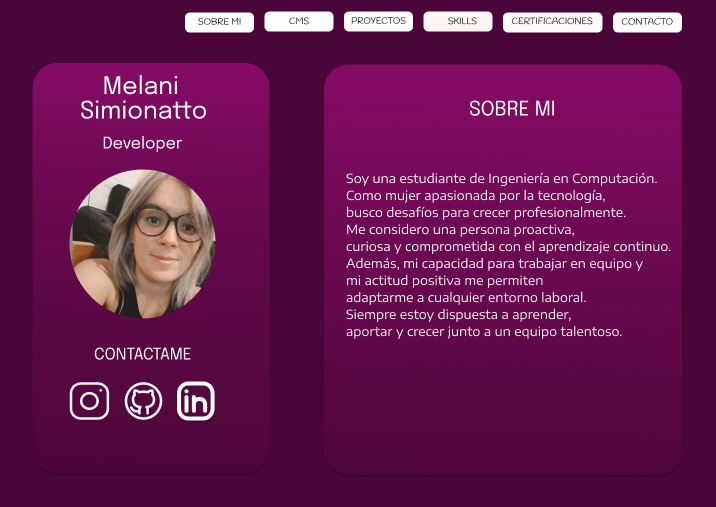 SOBRE MI
CMS
PROYECTOS
SKILLS
CERTIFICACIONES
CONTACTO
Melani
Simionatto
Developer
CONTACTAME
in
SOBRE MI
Soy una estudiante de Ingeniería en Computación.
Como mujer apasionada por la tecnología,
busco desafíos para crecer profesionalmente.
Me considero una persona proactiva,
curiosa y comprometida con el aprendizaje continuo.
Además, mi capacidad para trabajar en equipo y
mi actitud positiva me permiten
adaptarme a cualquier entorno laboral.
Siempre estoy dispuesta a aprender,
aportar y crecer junto a un equipo talentoso.